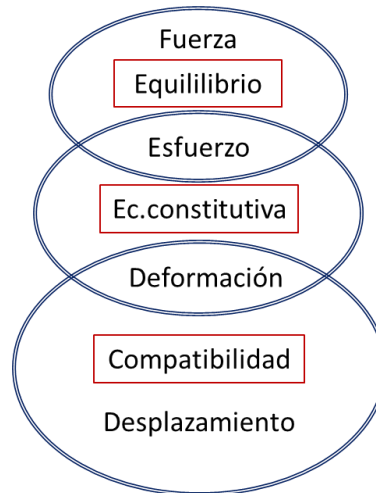 Fuerza
Equililibrio
Esfuerzo
Ec.constitutiva
Deformación
Compatibilidad
Desplazamiento